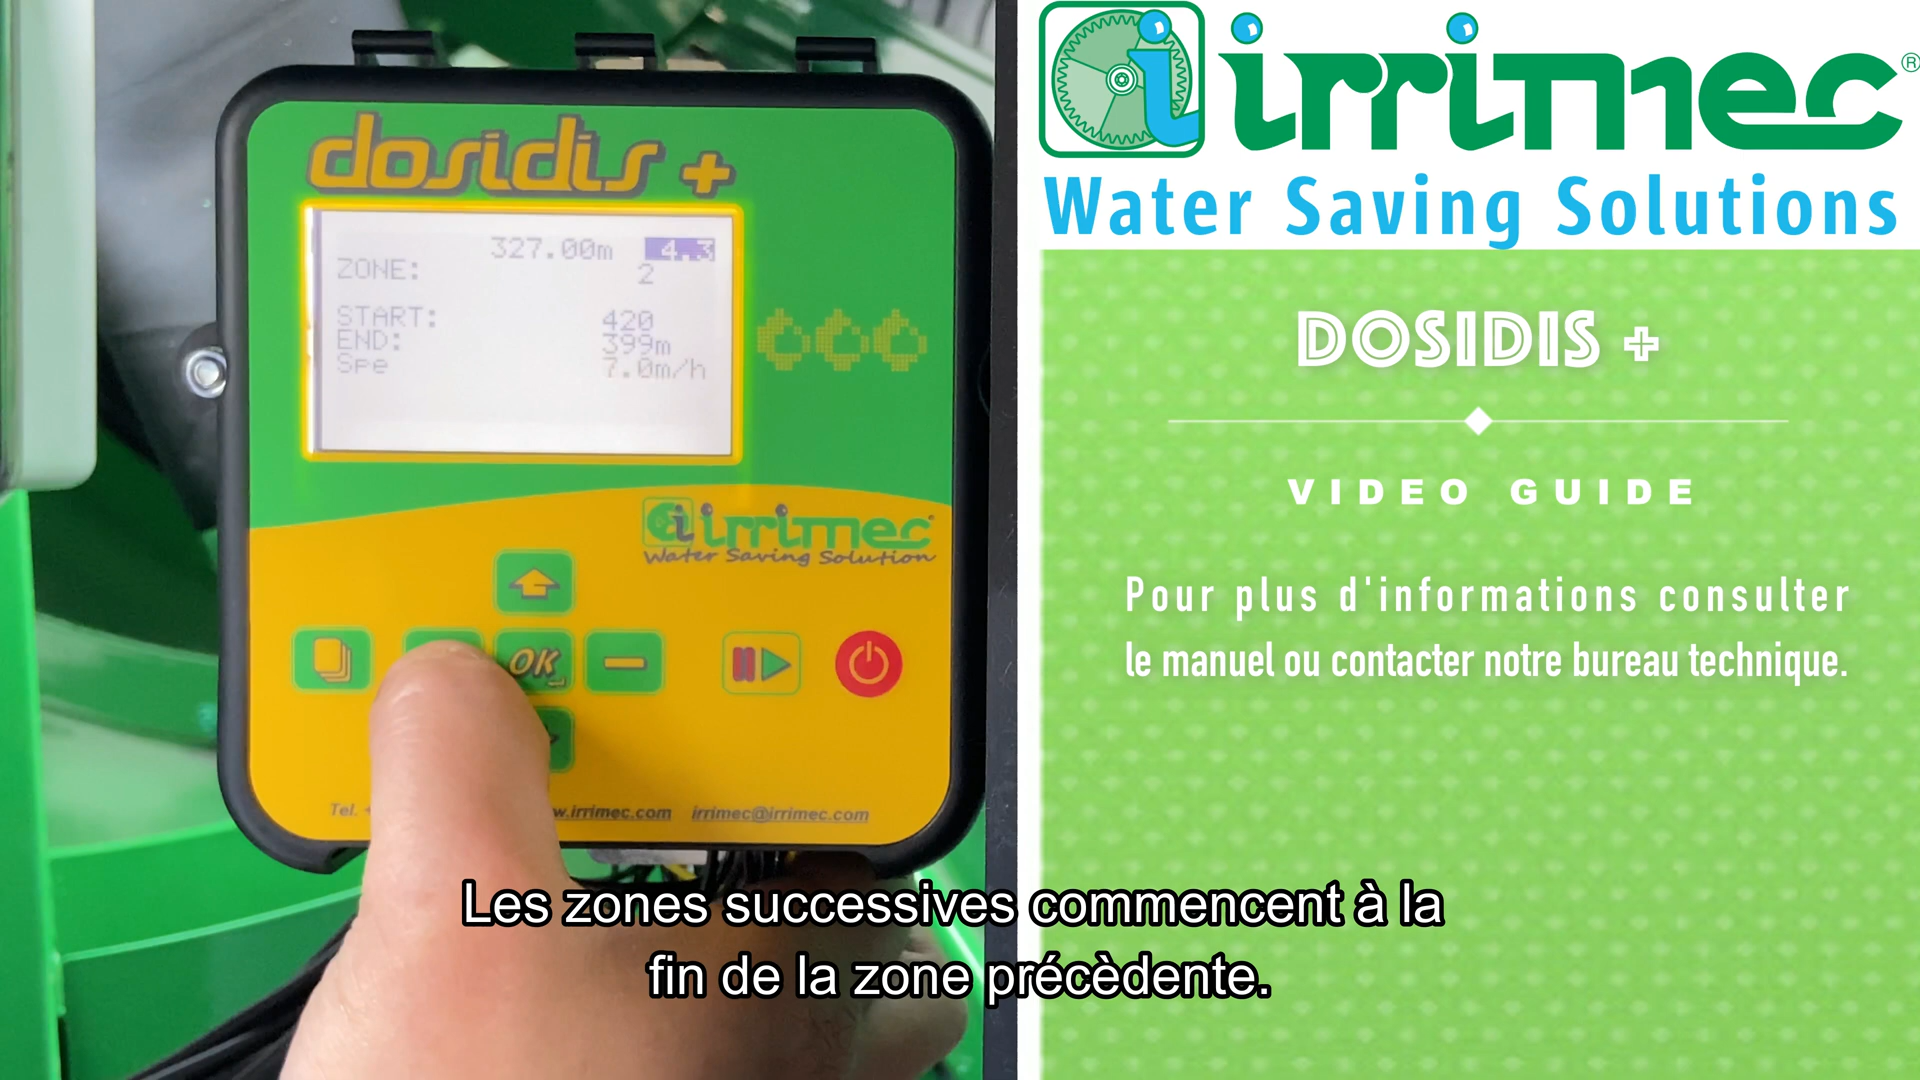 dosidis +
327.00m 4.3
ZONE: 2
START: 420
END: 399m
Spe 7.0m/h
irrimec
Water Saving Solution
OK
Tel.
w.irrimec.com irrimec@irrimec.com
irrimec®
Water Saving Solutions
DOSIDIS +
VIDEO GUIDE
Pour plus d'informations consulter
le manuel ou contacter notre bureau technique.
Les zones successives commencent à la
fin de la zone précèdente.